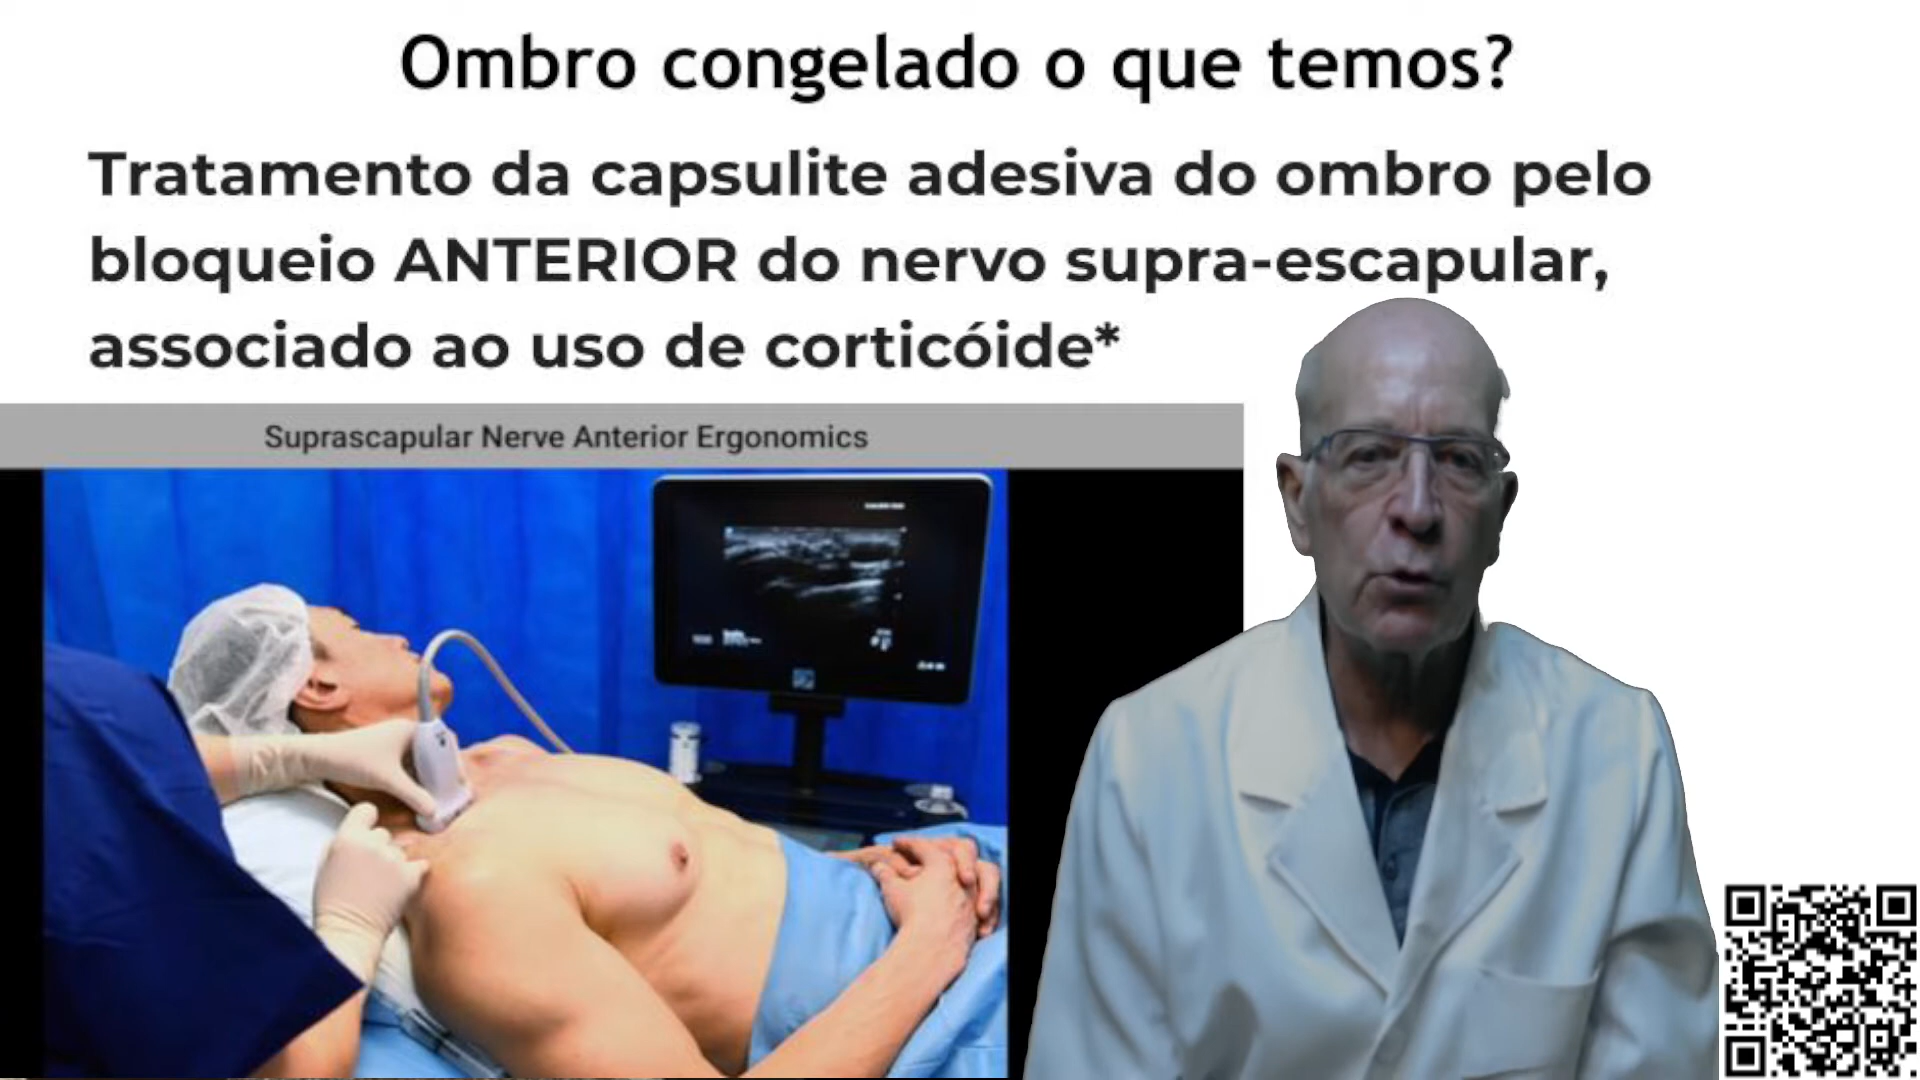 Ombro congelado o que temos?
Tratamento da capsulite adesiva do ombro pelo
bloqueio ANTERIOR do nervo supra-escapular,
associado ao uso de corticóide*
Suprascapular Nerve Anterior Ergonomics